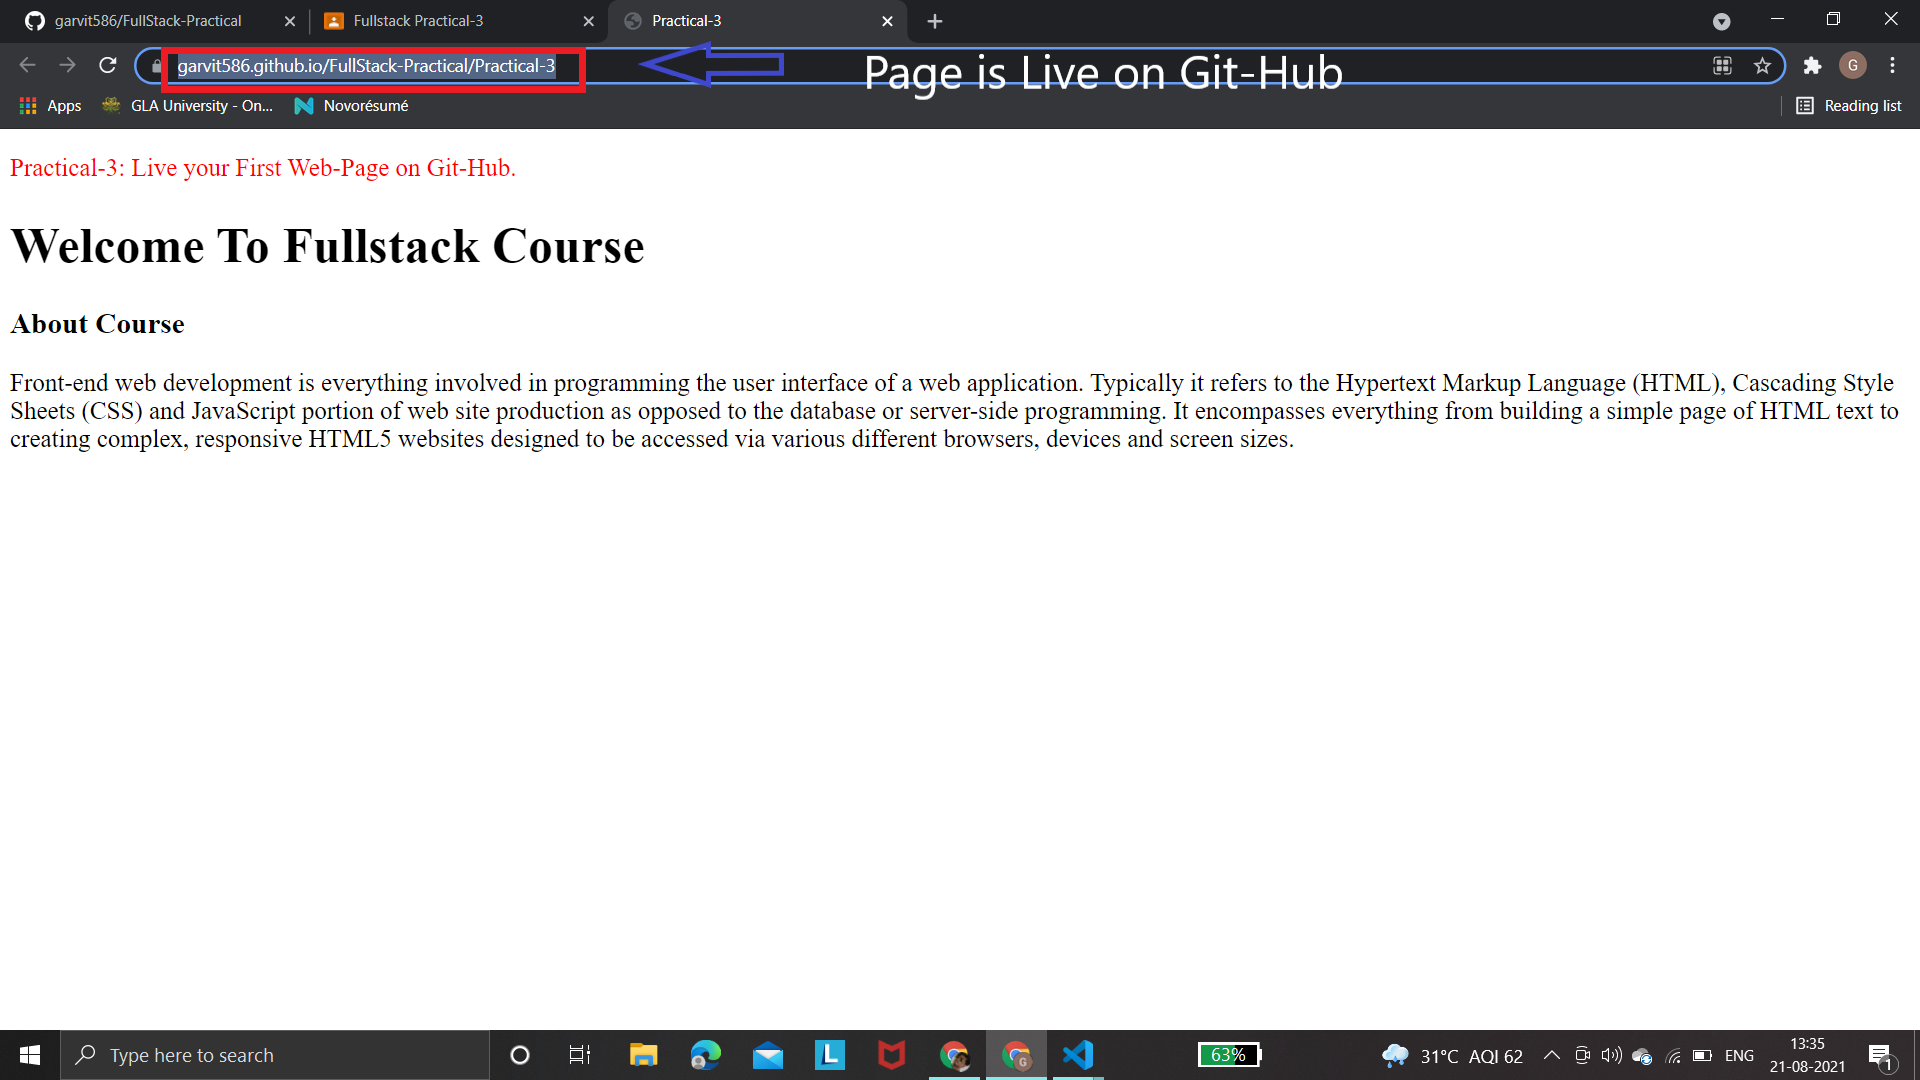 garvit586/FullStack-Practical
Fullstack Practical-3
Practical-3
garvit586.github.io/FullStack-Practical/Practical-3
Page is Live on Git-Hub
G
Apps
GLA University - On...
Novorésumé
Reading list
Practical-3: Live your First Web-Page on Git-Hub.
Welcome To Fullstack Course
About Course
Front-end web development is everything involved in programming the user interface of a web application. Typically it refers to the Hypertext Markup Language (HTML), Cascading Style
Sheets (CSS) and JavaScript portion of web site production as opposed to the database or server-side programming. It encompasses everything from building a simple page of HTML text to
creating complex, responsive HTML5 websites designed to be accessed via various different browsers, devices and screen sizes.
Type here to search
L
G
63%
31°C AQI 62
ENG
13:35
21-08-2021
1